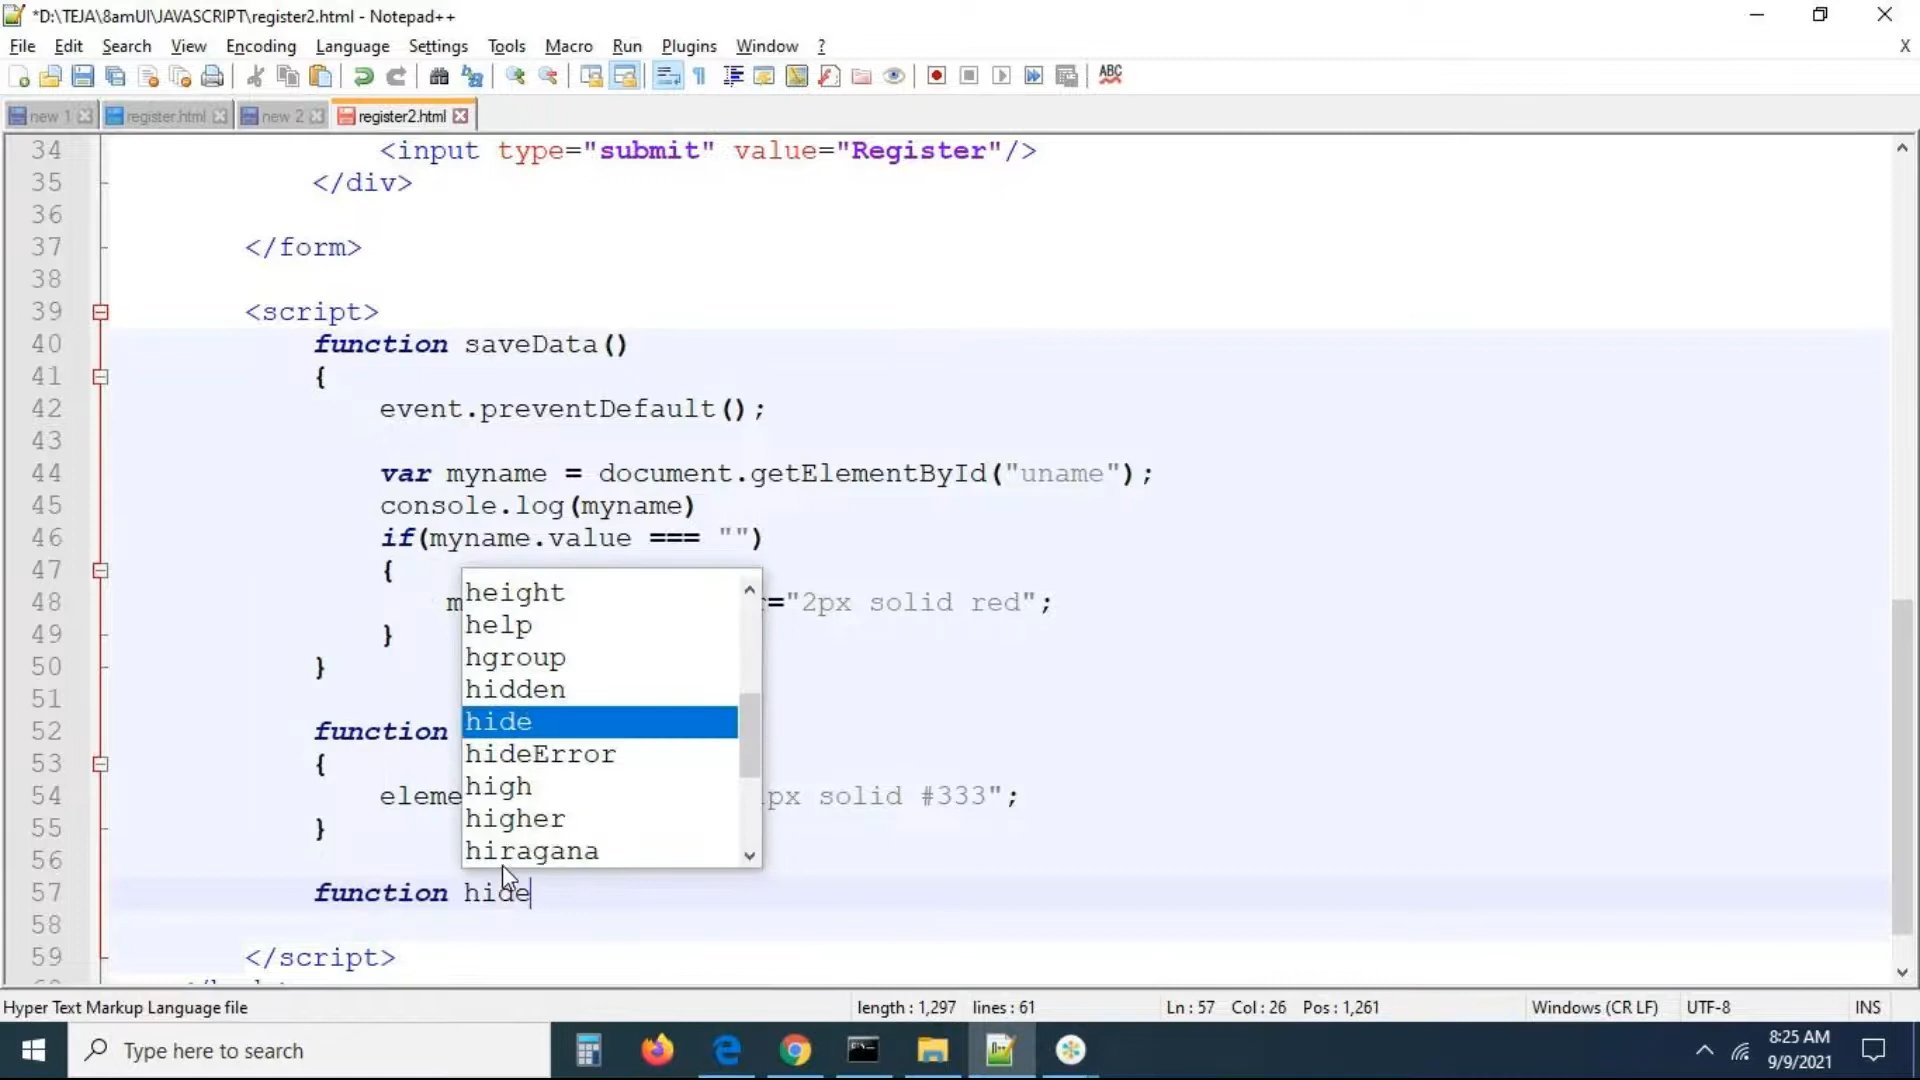 *D:\TEJA\8amUI\JAVASCRIPT\register2.html - Notepad++
File Edit Search View Encoding Language Settings Tools Macro Run Plugins Window ? X
ABC
new 1 register.html new 2 register2.html
34 <input type="submit" value="Register"/>
35 </div>
36
37 </form>
38
39 <script>
40 function saveData()
41 {
42 event.preventDefault();
43
44 var myname = document.getElementById("uname");
45 console.log(myname)
46 if(myname.value === "")
47 {
48 ="2px solid red";
49 }
50 }
51
52 function
53 {
54 eleme px solid #333";
55 }
56
57 function hide
58
59 </script>
height
help
hgroup
hidden
hide
hideError
high
higher
hiragana
Hyper Text Markup Language file length : 1,297 lines : 61 Ln : 57 Col : 26 Pos : 1,261 Windows (CR LF) UTF-8 INS
Type here to search
8:25 AM
9/9/2021